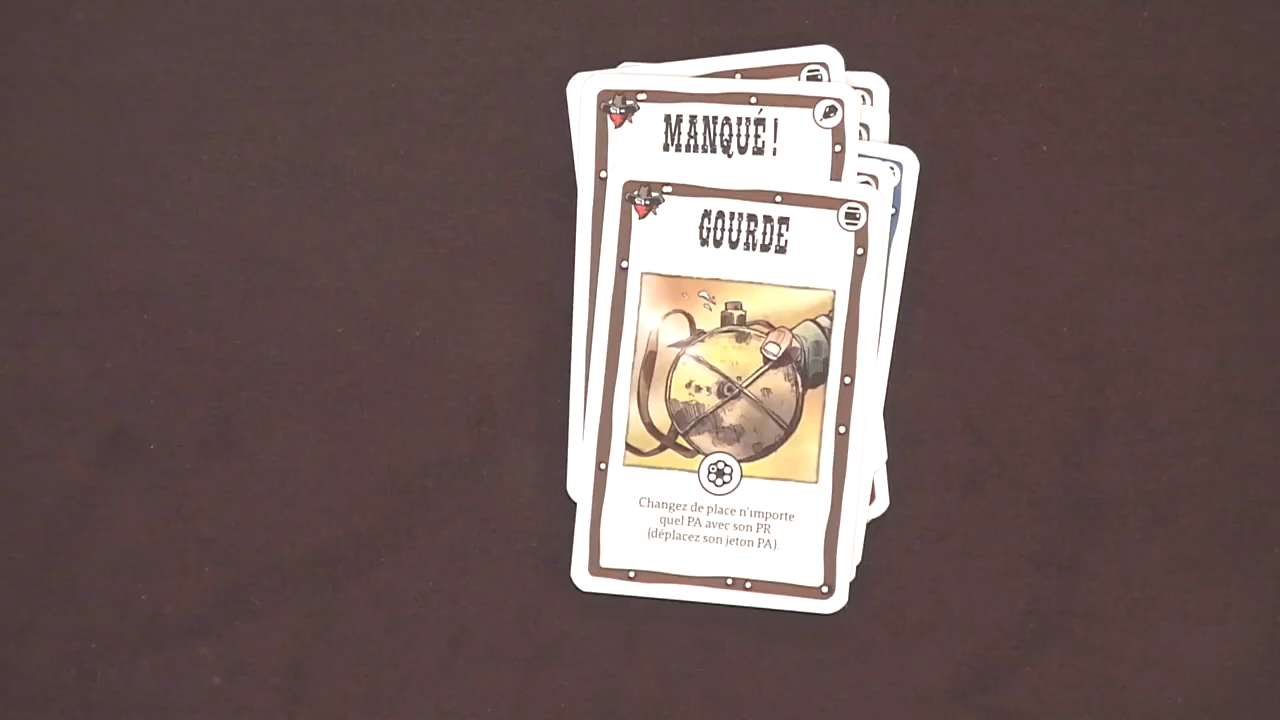 MANQUÉ!
GOURDE
Changez de place n'importe
quel PA avec son PR
(déplacez son jeton PA).